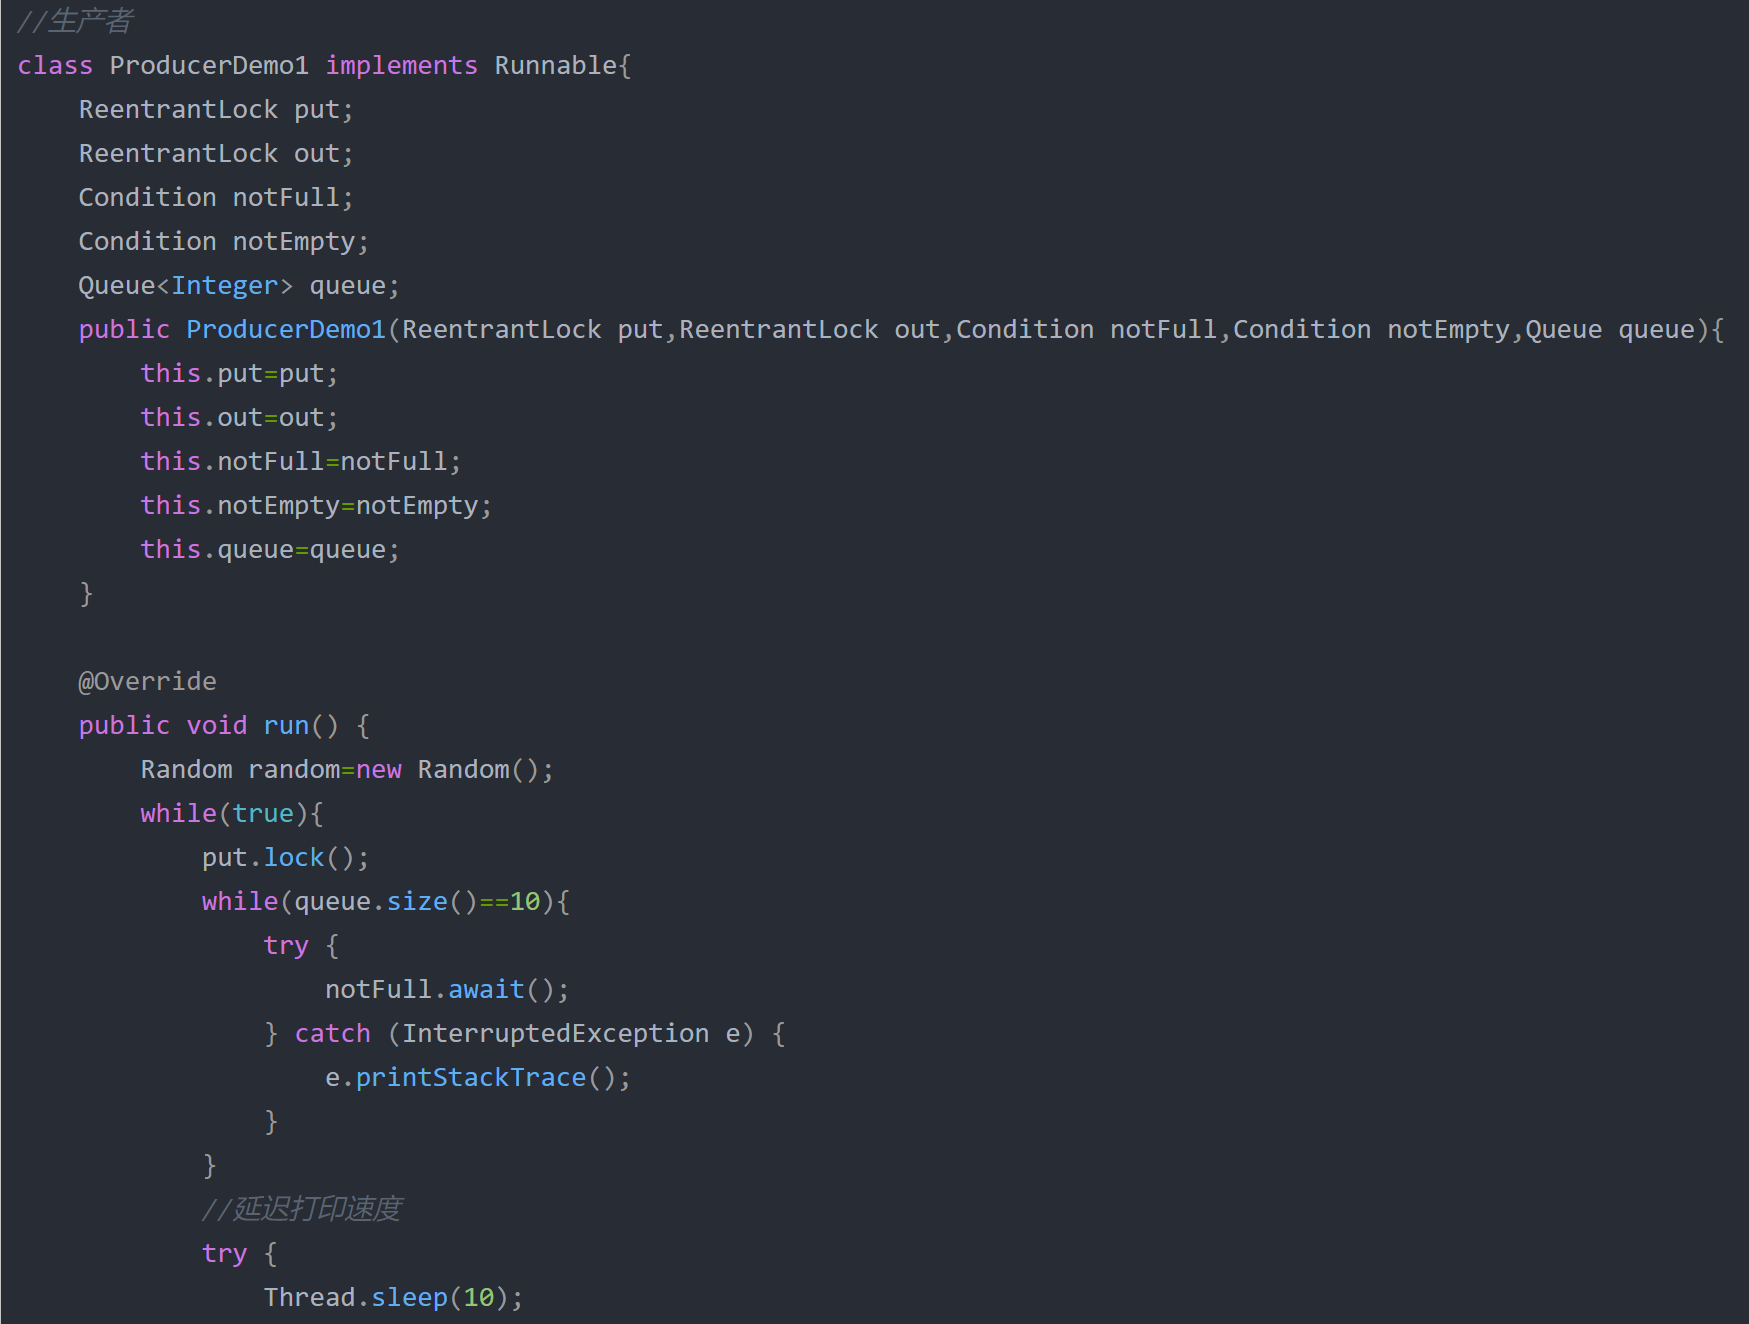 //生产者
class ProducerDemo1 implements Runnable{
    ReentrantLock put;
    ReentrantLock out;
    Condition notFull;
    Condition notEmpty;
    Queue<Integer> queue;
    public ProducerDemo1(ReentrantLock put,ReentrantLock out,Condition notFull,Condition notEmpty,Queue queue){
        this.put=put;
        this.out=out;
        this.notFull=notFull;
        this.notEmpty=notEmpty;
        this.queue=queue;
    }

    @Override
    public void run() {
        Random random=new Random();
        while(true){
            put.lock();
            while(queue.size()==10){
                try {
                    notFull.await();
                } catch (InterruptedException e) {
                    e.printStackTrace();
                }
            }
            //延迟打印速度
            try {
                Thread.sleep(10);